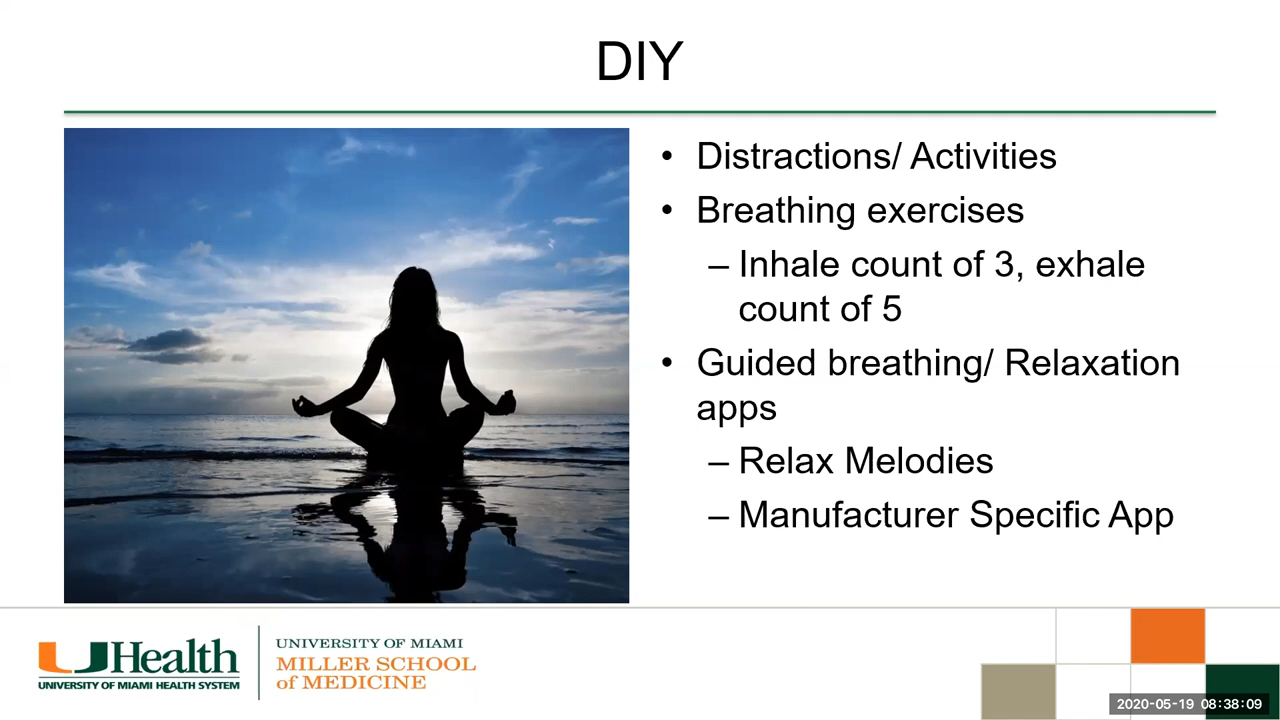 DIY
• Distractions/ Activities
• Breathing exercises
– Inhale count of 3, exhale
count of 5
• Guided breathing/ Relaxation
apps
– Relax Melodies
– Manufacturer Specific App
UHealth
UNIVERSITY OF MIAMI HEALTH SYSTEM
UNIVERSITY OF MIAMI
MILLER SCHOOL
of MEDICINE
2020-05-19 08:38:09